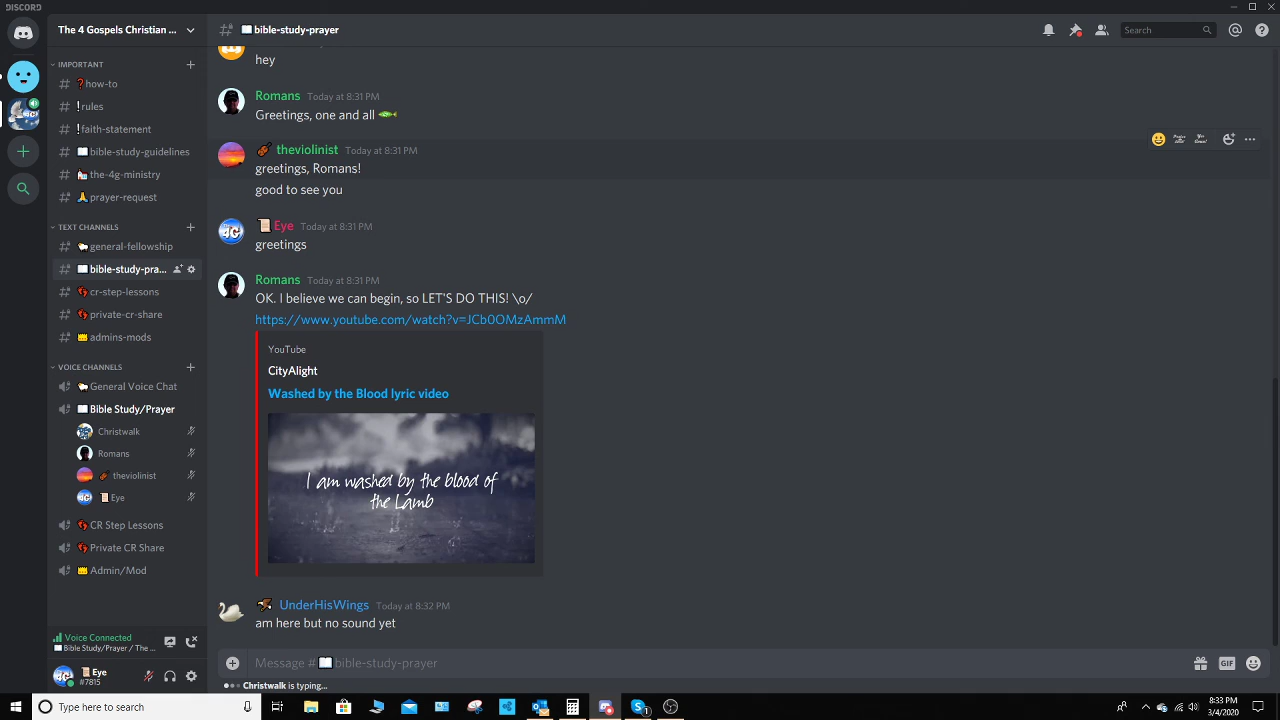 DISCORD
The 4 Gospels Christian ...
IMPORTANT
how-to
rules
faith-statement
bible-study-guidelines
the-4g-ministry
prayer-request
TEXT CHANNELS
general-fellowship
bible-study-pra...
cr-step-lessons
private-cr-share
admins-mods
VOICE CHANNELS
General Voice Chat
Bible Study/Prayer
Christwalk
Romans
theviolinist
Eye
CR Step Lessons
Private CR Share
Admin/Mod
Voice Connected
Bible Study/Prayer / The ...
Eye
#7815
bible-study-prayer
Search
hey
Romans Today at 8:31 PM
Greetings, one and all
theviolinist Today at 8:31 PM
greetings, Romans!
good to see you
Eye Today at 8:31 PM
greetings
Romans Today at 8:31 PM
OK. I believe we can begin, so LET'S DO THIS! \o/
https://www.youtube.com/watch?v=JCb0OMzAmmM
YouTube
CityAlight
Washed by the Blood lyric video
I am washed by the blood of
the Lamb
UnderHisWings Today at 8:32 PM
am here but no sound yet
Message # bible-study-prayer
GIF
Christwalk is typing...
Type here to search
8:33 PM
3/4/2020